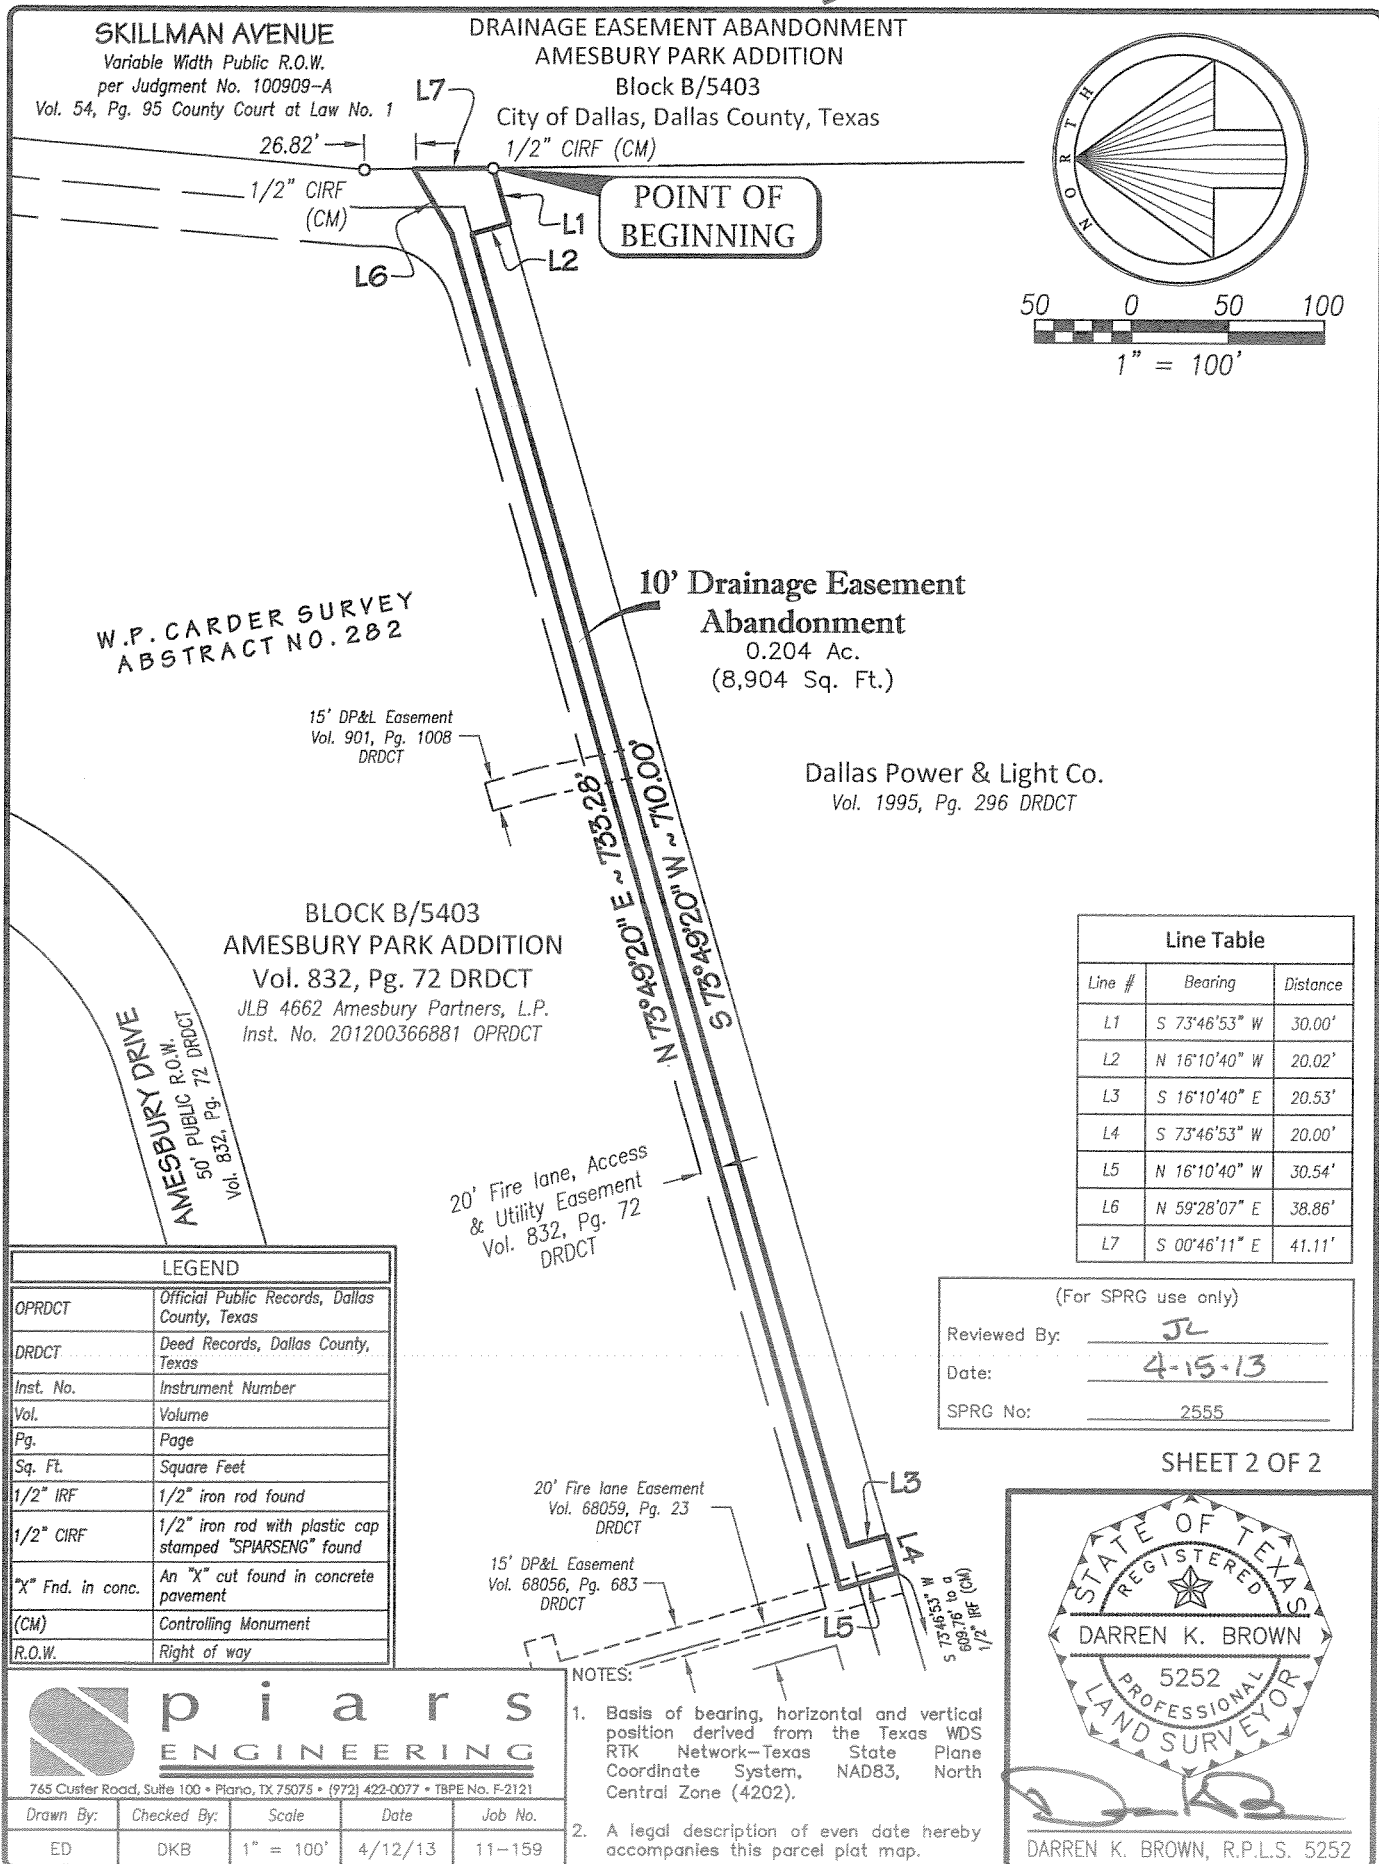 SKILLMAN AVENUE
Variable Width Public R.O.W.
per Judgment No. 100909-A
Vol. 54, Pg. 95 County Court at Law No. 1
DRAINAGE EASEMENT ABANDONMENT
AMESBURY PARK ADDITION
Block B/5403
City of Dallas, Dallas County, Texas
L7
26.82'
1/2" CIRF (CM)
1/2" CIRF
(CM)
POINT OF
BEGINNING
L1
L2
L6
NORTH
50 0 50 100
1" = 100'
W.P. CARDER SURVEY
ABSTRACT NO. 282
10' Drainage Easement
Abandonment
0.204 Ac.
(8,904 Sq. Ft.)
15' DP&L Easement
Vol. 901, Pg. 1008
DRDCT
Dallas Power & Light Co.
Vol. 1995, Pg. 296 DRDCT
N 73°49'20" E ~ 733.28'
S 73°49'20" W ~ 710.00'
BLOCK B/5403
AMESBURY PARK ADDITION
Vol. 832, Pg. 72 DRDCT
JLB 4662 Amesbury Partners, L.P.
Inst. No. 201200366881 OPRDCT
AMESBURY DRIVE
50' PUBLIC R.O.W.
Vol. 832, Pg. 72 DRDCT
20' Fire lane, Access
& Utility Easement
Vol. 832, Pg. 72
DRDCT
Line Table
Line # Bearing Distance
L1 S 73°46'53" W 30.00'
L2 N 16°10'40" W 20.02'
L3 S 16°10'40" E 20.53'
L4 S 73°46'53" W 20.00'
L5 N 16°10'40" W 30.54'
L6 N 59°28'07" E 38.86'
L7 S 00°46'11" E 41.11'
LEGEND
OPRDCT Official Public Records, Dallas
County, Texas
DRDCT Deed Records, Dallas County,
Texas
Inst. No. Instrument Number
Vol. Volume
Pg. Page
Sq. Ft. Square Feet
1/2" IRF 1/2" iron rod found
1/2" CIRF 1/2" iron rod with plastic cap
stamped "SPIARSENG" found
"X" Fnd. in conc. An "X" cut found in concrete
pavement
(CM) Controlling Monument
R.O.W. Right of way
(For SPRG use only)
Reviewed By: JL
Date: 4-15-13
SPRG No: 2555
SHEET 2 OF 2
20' Fire lane Easement
Vol. 68059, Pg. 23
DRDCT
15' DP&L Easement
Vol. 68056, Pg. 683
DRDCT
L3
L4
L5
S 73°46'53" W
609.76' to a
1/2" IRF (CM)
NOTES:
1. Basis of bearing, horizontal and vertical
position derived from the Texas WDS
RTK Network-Texas State Plane
Coordinate System, NAD83, North
Central Zone (4202).
2. A legal description of even date hereby
accompanies this parcel plat map.
Spiars
ENGINEERING
765 Custer Road, Suite 100 • Plano, TX 75075 • (972) 422-0077 • TBPE No. F-2121
Drawn By: Checked By: Scale Date Job No.
ED DKB 1" = 100' 4/12/13 11-159
STATE OF TEXAS
REGISTERED
DARREN K. BROWN
5252
PROFESSIONAL
LAND SURVEYOR
DARREN K. BROWN, R.P.L.S. 5252